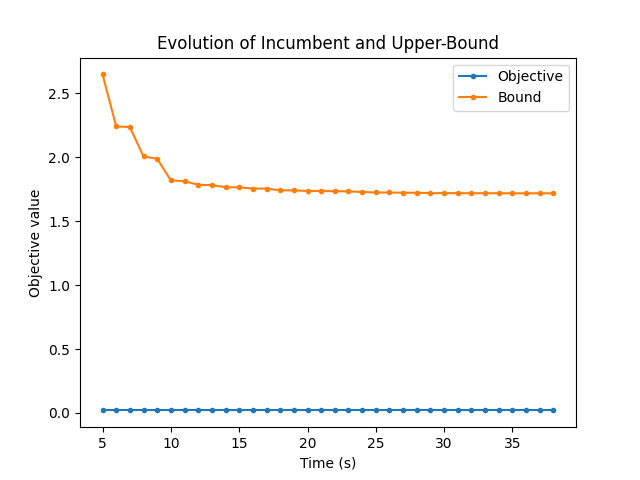 Evolution of Incumbent and Upper-Bound
Objective
Bound
Objective value
2.5
2.0
1.5
1.0
0.5
0.0
5 10 15 20 25 30 35
Time (s)